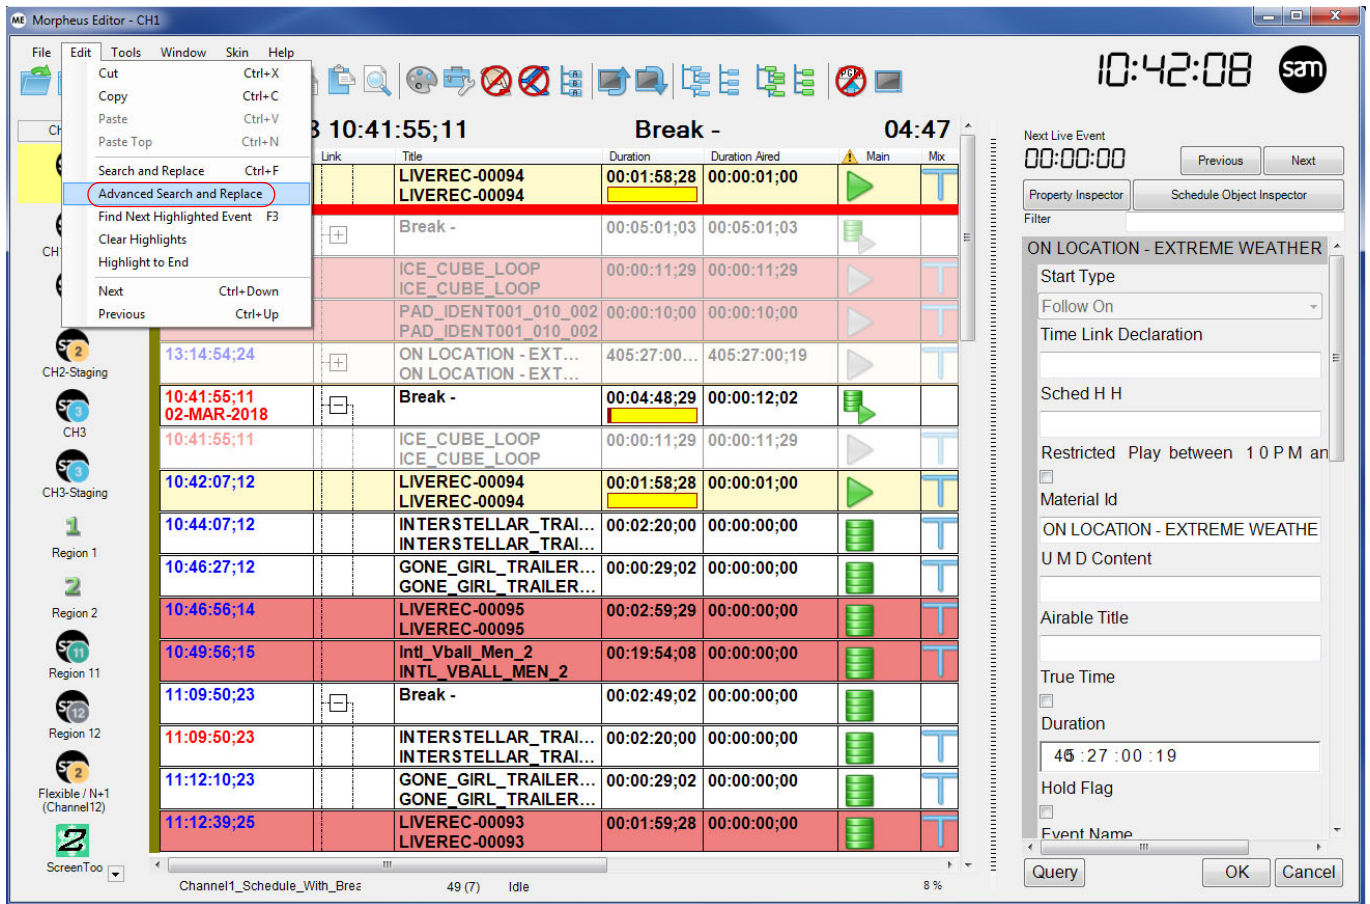 ME Morpheus Editor - CH1
File Edit Tools Window Skin Help
Cut Ctrl+X
Copy Ctrl+C
Paste Ctrl+V
Paste Top Ctrl+N
Search and Replace Ctrl+F
Advanced Search and Replace
Find Next Highlighted Event F3
Clear Highlights
Highlight to End
Next Ctrl+Down
Previous Ctrl+Up
10:42:08 sam
10:41:55;11 Break - 04:47
Link Title Duration Duration Aired Main Mix
LIVEREC-00094 00:01:58;28 00:00:01;00
LIVEREC-00094
Break - 00:05:01;03 00:05:01;03
ICE_CUBE_LOOP 00:00:11;29 00:00:11;29
ICE_CUBE_LOOP
PAD_IDENT001_010_002 00:00:10;00 00:00:10;00
PAD_IDENT001_010_002
13:14:54;24 ON LOCATION - EXT... 405:27:00... 405:27:00;19
ON LOCATION - EXT...
10:41:55;11 Break - 00:04:48;29 00:00:12;02
02-MAR-2018
10:41:55;11 ICE_CUBE_LOOP 00:00:11;29 00:00:11;29
ICE_CUBE_LOOP
10:42:07;12 LIVEREC-00094 00:01:58;28 00:00:01;00
LIVEREC-00094
10:44:07;12 INTERSTELLAR_TRAI... 00:02:20;00 00:00:00;00
INTERSTELLAR_TRAI...
10:46:27;12 GONE_GIRL_TRAILER... 00:00:29;02 00:00:00;00
GONE_GIRL_TRAILER...
10:46:56;14 LIVEREC-00095 00:02:59;29 00:00:00;00
LIVEREC-00095
10:49:56;15 Intl_Vball_Men_2 00:19:54;08 00:00:00;00
INTL_VBALL_MEN_2
11:09:50;23 Break - 00:02:49;02 00:00:00;00
11:09:50;23 INTERSTELLAR_TRAI... 00:02:20;00 00:00:00;00
INTERSTELLAR_TRAI...
11:12:10;23 GONE_GIRL_TRAILER... 00:00:29;02 00:00:00;00
GONE_GIRL_TRAILER...
11:12:39;25 LIVEREC-00093 00:01:59;28 00:00:00;00
LIVEREC-00093
Channel1_Schedule_With_Brea 49 (7) Idle 8 %
2
CH2-Staging
3
CH3
3
CH3-Staging
1
Region 1
2
Region 2
11
Region 11
12
Region 12
2
Flexible / N+1
(Channel12)
2
ScreenToo
Next Live Event
00:00:00 Previous Next
Property Inspector Schedule Object Inspector
Filter
ON LOCATION - EXTREME WEATHER
Start Type
Follow On
Time Link Declaration
Sched H H
Restricted Play between 1 0 P M an
Material Id
ON LOCATION - EXTREME WEATHE
U M D Content
Airable Title
True Time
Duration
:27 :00 :19
Hold Flag
Event Name
Query OK Cancel